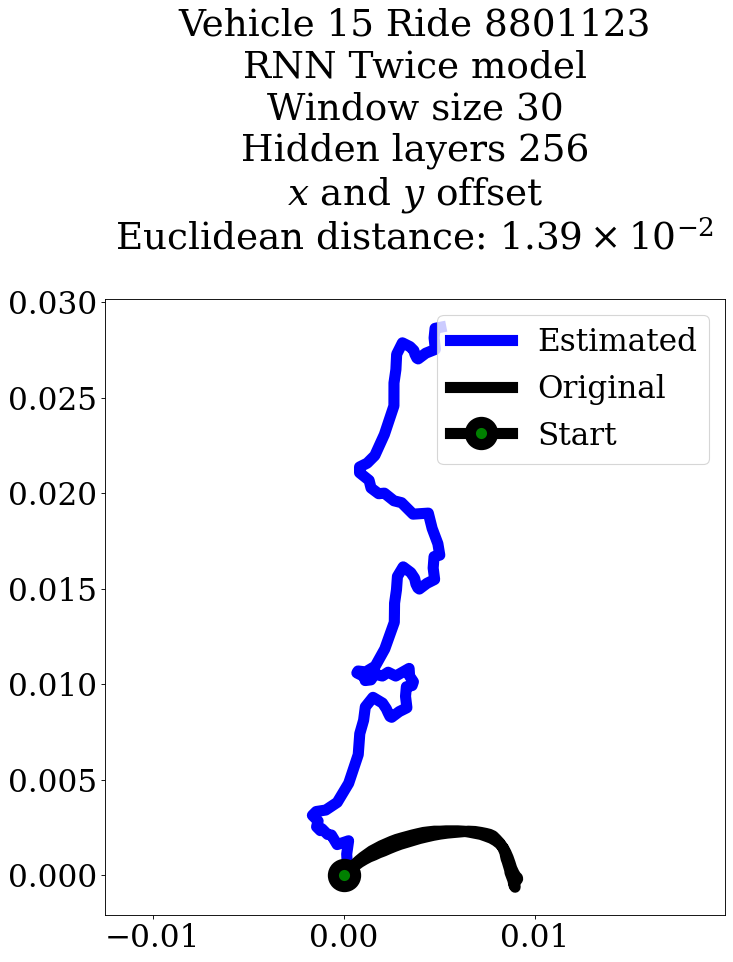 Vehicle 15 Ride 8801123
RNN Twice model
Window size 30
Hidden layers 256
x and y offset
Euclidean distance: 1.39 × 10⁻²
0.030
0.025
0.020
0.015
0.010
0.005
0.000
Estimated
Original
Start
−0.01 0.00 0.01